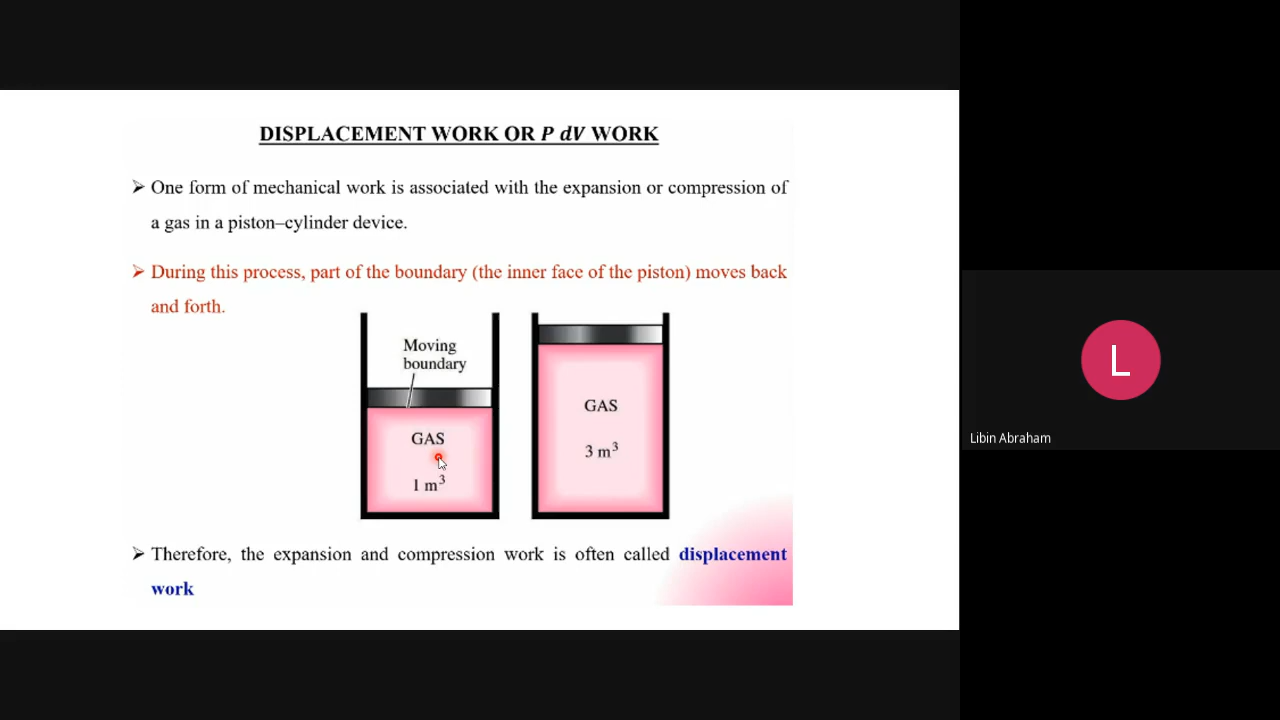 DISPLACEMENT WORK OR P dV WORK
➢ One form of mechanical work is associated with the expansion or compression of
a gas in a piston–cylinder device.
➢ During this process, part of the boundary (the inner face of the piston) moves back
and forth.
Moving
boundary
GAS
1 m³
GAS
3 m³
➢ Therefore, the expansion and compression work is often called displacement
work
L
Libin Abraham